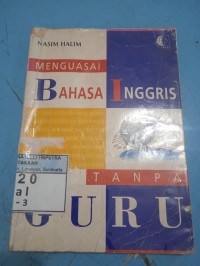 NASIM HALIM
MENGUASAI
BAHASA INGGRIS
TANPA
GURU
20
al
-3